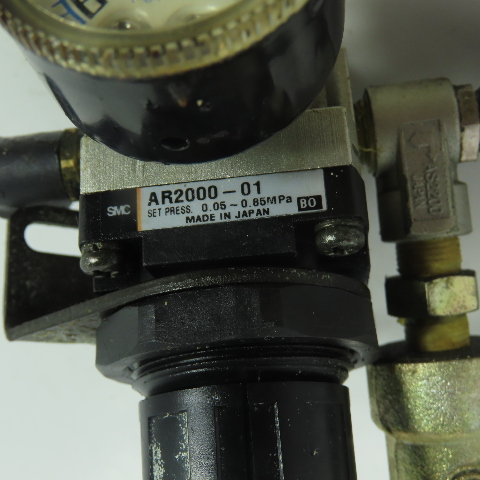 SMC
AR2000-01
SET PRESS. 0.05~0.85MPa BO
MADE IN JAPAN